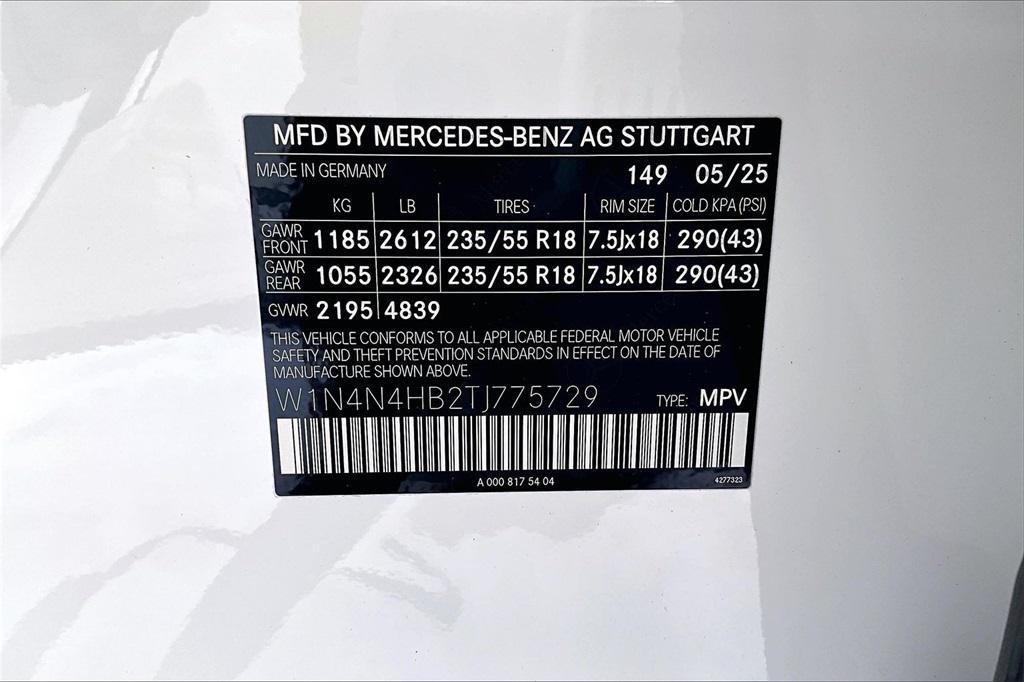 MFD BY MERCEDES-BENZ AG STUTTGART
MADE IN GERMANY 149 05/25
KG LB TIRES RIM SIZE COLD KPA (PSI)
GAWR FRONT 1185 2612 235/55 R18 7.5Jx18 290(43)
GAWR REAR 1055 2326 235/55 R18 7.5Jx18 290(43)
GVWR 2195 4839
THIS VEHICLE CONFORMS TO ALL APPLICABLE FEDERAL MOTOR VEHICLE
SAFETY AND THEFT PREVENTION STANDARDS IN EFFECT ON THE DATE OF
MANUFACTURE SHOWN ABOVE.
W1N4N4HB2TJ775729 TYPE: MPV
A 000 817 54 04 4277323